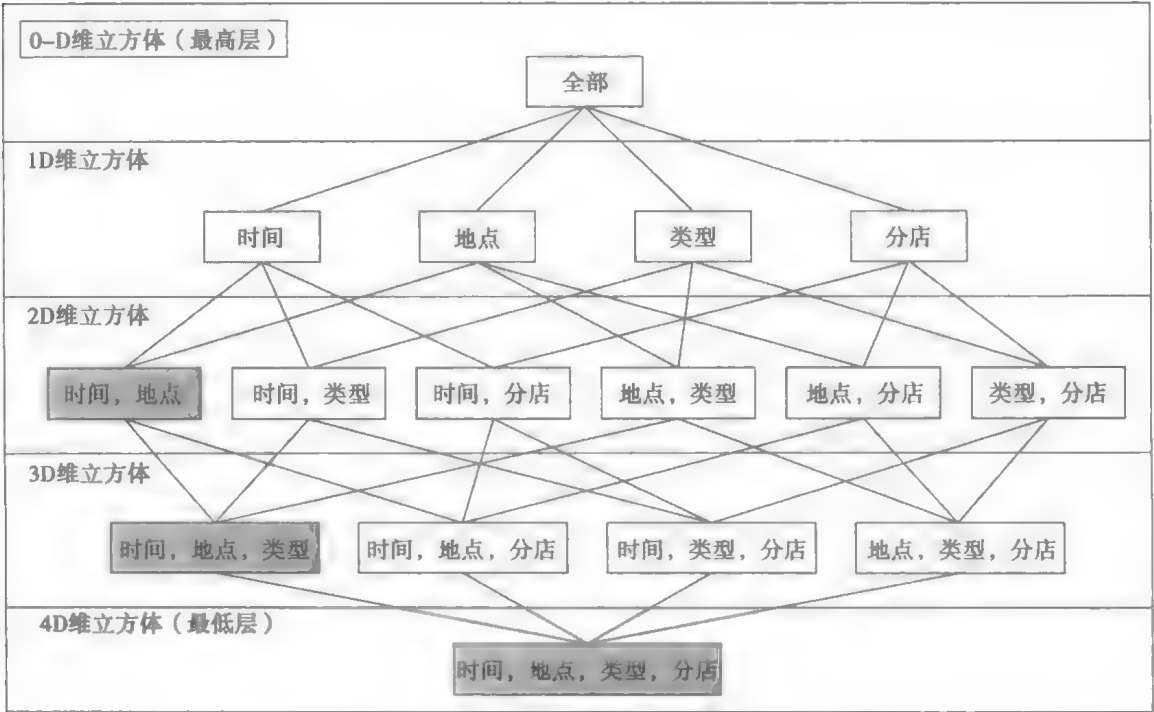 0-D维立方体（最高层）
全部
1D维立方体
时间
地点
类型
分店
2D维立方体
时间，地点
时间，类型
时间，分店
地点，类型
地点，分店
类型，分店
3D维立方体
时间，地点，类型
时间，地点，分店
时间，类型，分店
地点，类型，分店
4D维立方体（最低层）
时间，地点，类型，分店